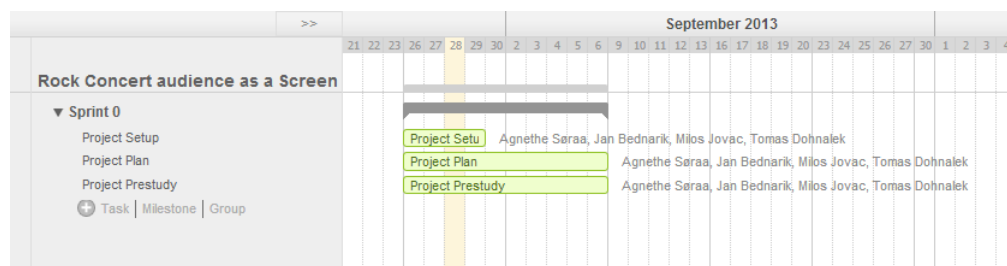 >>
September 2013
21 22 23 26 27 28 29 30 2 3 4 5 6 9 10 11 12 13 16 17 18 19 20 23 24 25 26 27 30 1 2 3 4
Rock Concert audience as a Screen
▼ Sprint 0
Project Setup Project Setu Agnethe Søraa, Jan Bednarik, Milos Jovac, Tomas Dohnalek
Project Plan Project Plan Agnethe Søraa, Jan Bednarik, Milos Jovac, Tomas Dohnalek
Project Prestudy Project Prestudy Agnethe Søraa, Jan Bednarik, Milos Jovac, Tomas Dohnalek
+ Task | Milestone | Group